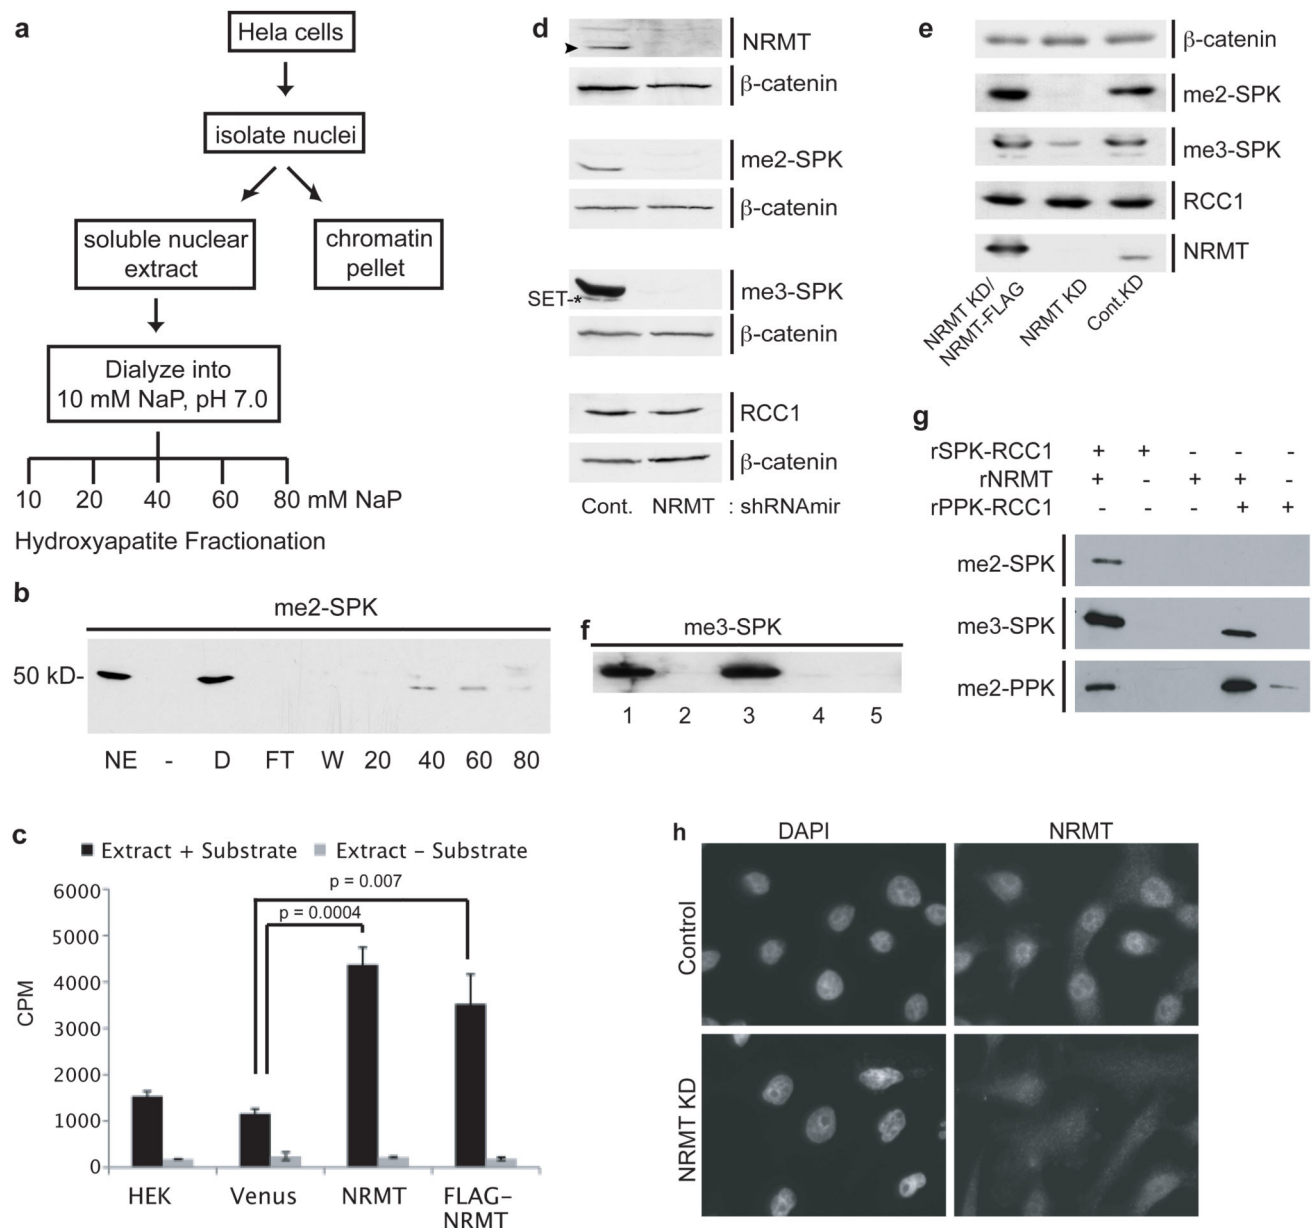 a
Hela cells
isolate nuclei
soluble nuclear
extract
chromatin
pellet
Dialyze into
10 mM NaP, pH 7.0
10 20 40 60 80 mM NaP
Hydroxyapatite Fractionation
b
me2-SPK
50 kD-
NE - D FT W 20 40 60 80
c
Extract + Substrate Extract – Substrate
p = 0.007
p = 0.0004
CPM
6000
5000
4000
3000
2000
1000
0
HEK Venus NRMT FLAG-
NRMT
d
NRMT
β-catenin
me2-SPK
β-catenin
SET-*
me3-SPK
β-catenin
RCC1
β-catenin
Cont. NRMT : shRNAmir
e
β-catenin
me2-SPK
me3-SPK
RCC1
NRMT
NRMT KD/
NRMT-FLAG
NRMT KD
Cont.KD
f
me3-SPK
1 2 3 4 5
g
rSPK-RCC1 + + - - -
rNRMT + - + + -
rPPK-RCC1 - - - + +
me2-SPK
me3-SPK
me2-PPK
h
DAPI NRMT
Control
NRMT KD